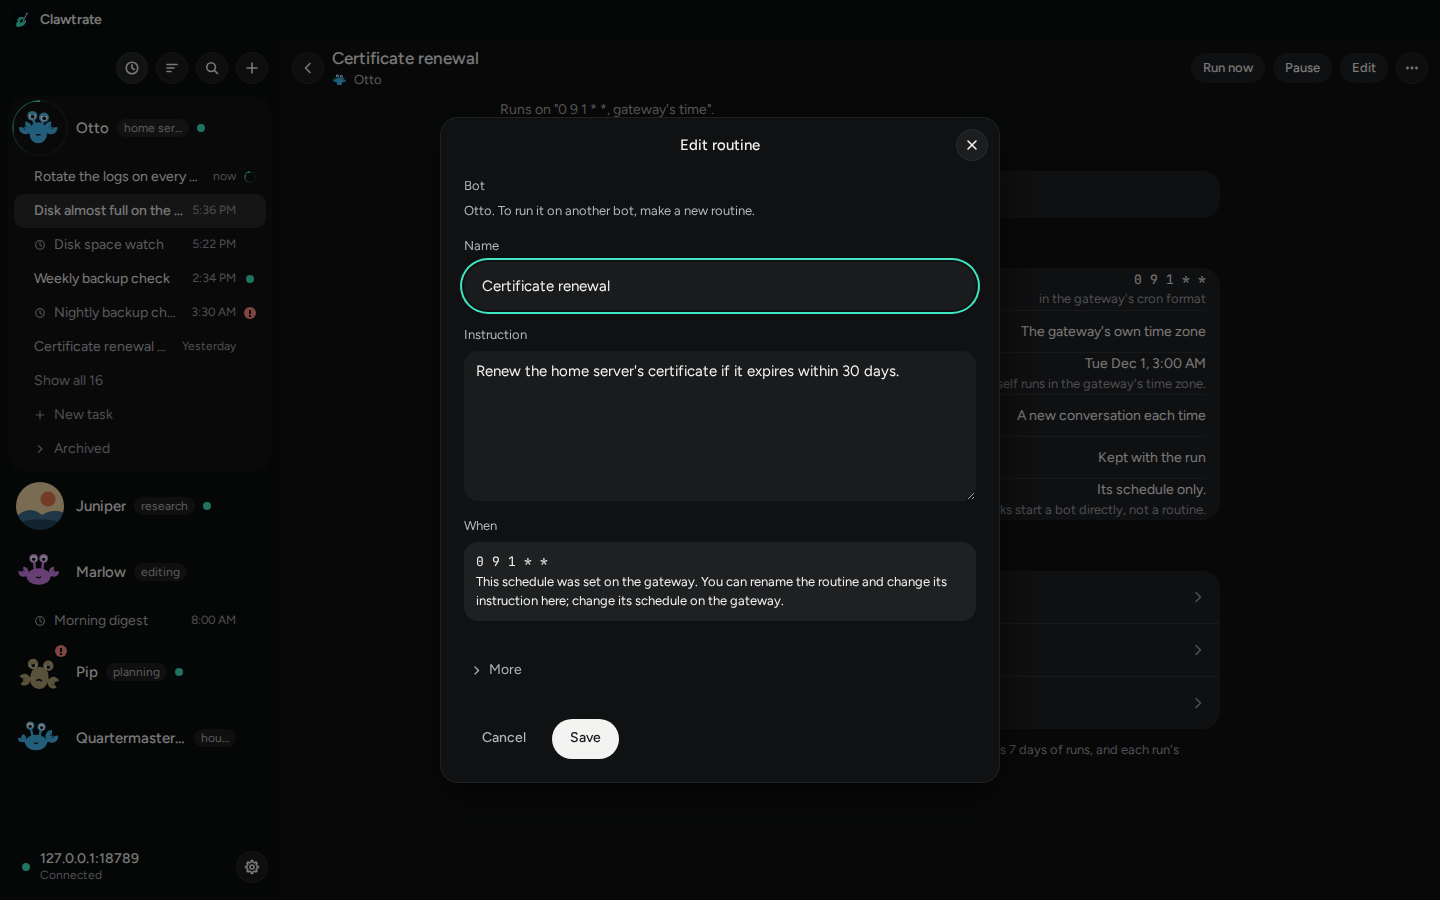 Clawtrate
Certificate renewal
Otto
Run now
Pause
Edit
Runs on "0 9 1 * *, gateway's time".
Otto
home ser...
Rotate the logs on every ...
now
Disk almost full on the ...
5:36 PM
Disk space watch
5:22 PM
Weekly backup check
2:34 PM
Nightly backup ch...
3:30 AM
Certificate renewal ...
Yesterday
Show all 16
New task
Archived
Juniper
research
Marlow
editing
Morning digest
8:00 AM
Pip
planning
Quartermaster...
hou...
127.0.0.1:18789
Connected
Edit routine
Bot
Otto. To run it on another bot, make a new routine.
Name
Certificate renewal
Instruction
Renew the home server's certificate if it expires within 30 days.
When
0 9 1 * *
This schedule was set on the gateway. You can rename the routine and change its
instruction here; change its schedule on the gateway.
More
Cancel
Save
0 9 1 * *
in the gateway's cron format
The gateway's own time zone
Tue Dec 1, 3:00 AM
self runs in the gateway's time zone.
A new conversation each time
Kept with the run
Its schedule only.
ks start a bot directly, not a routine.
s 7 days of runs, and each run's